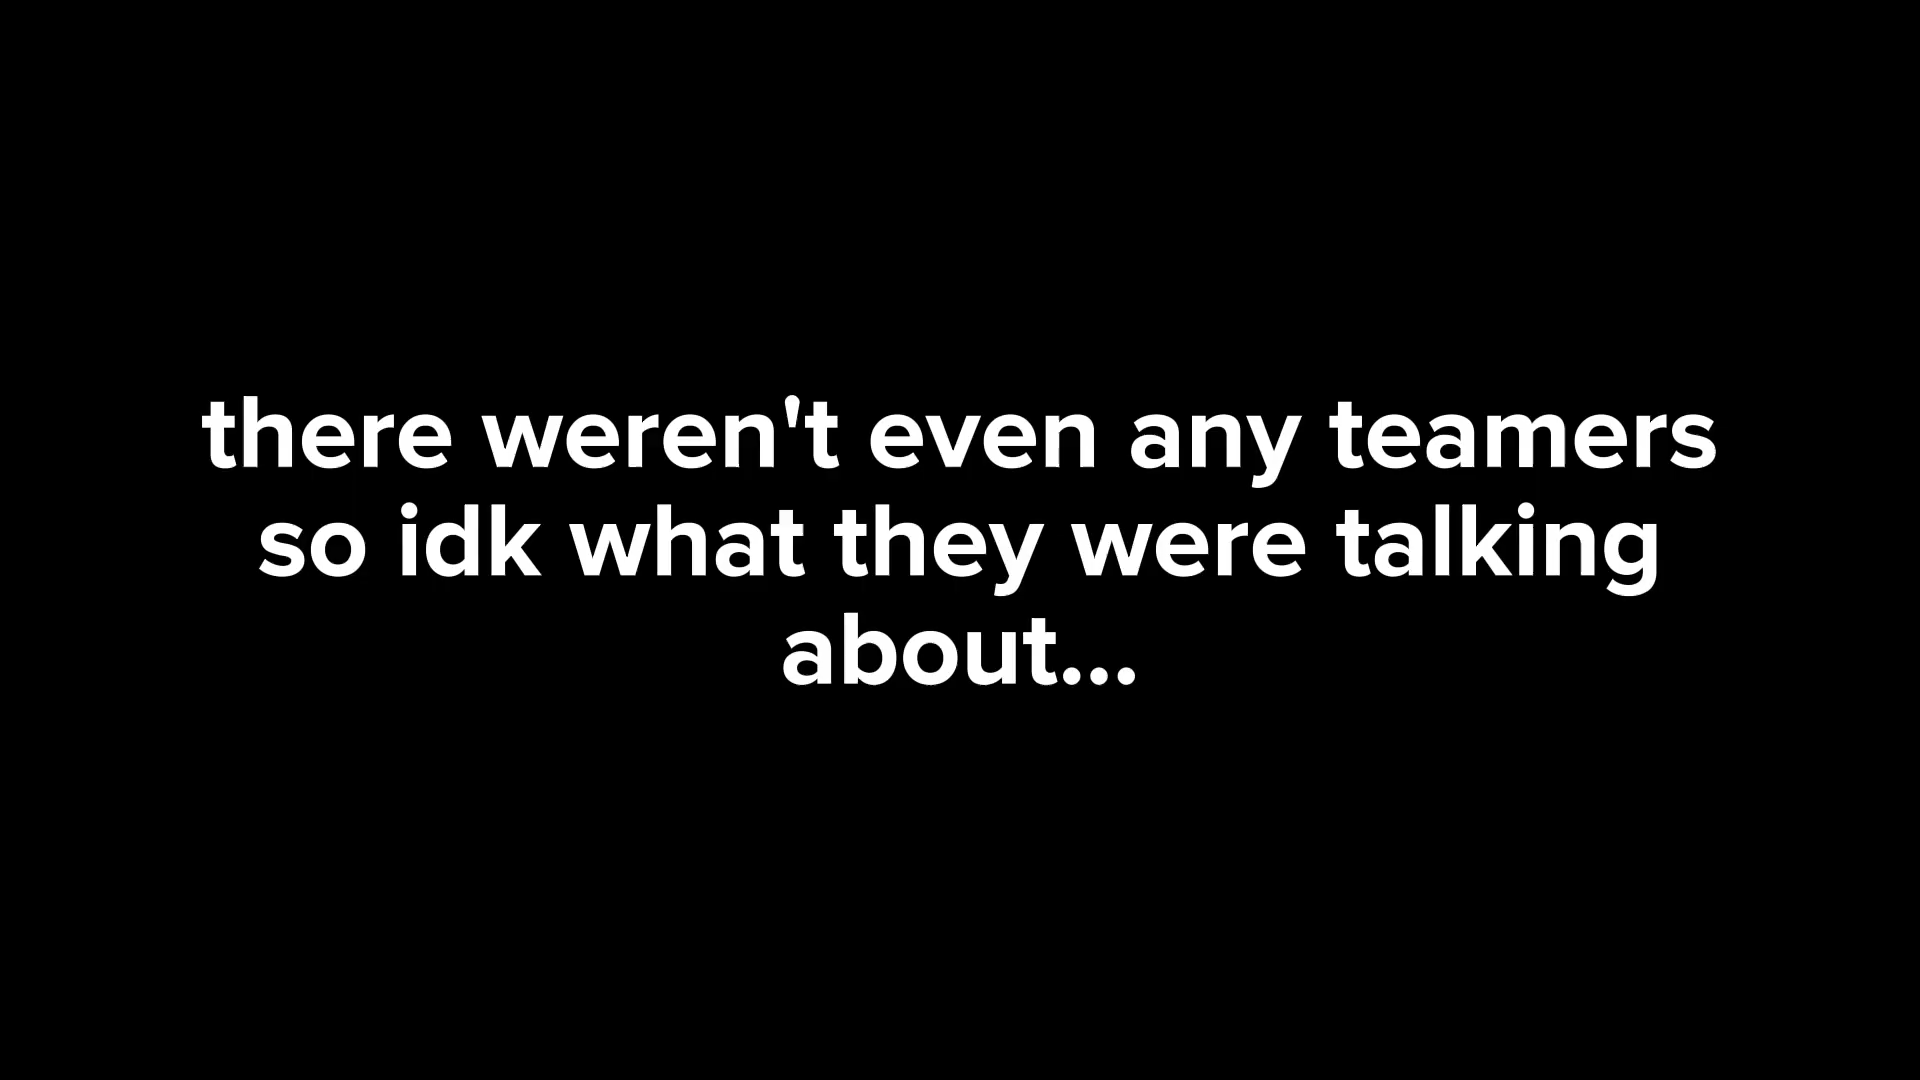 there weren't even any teamers
so idk what they were talking
about...